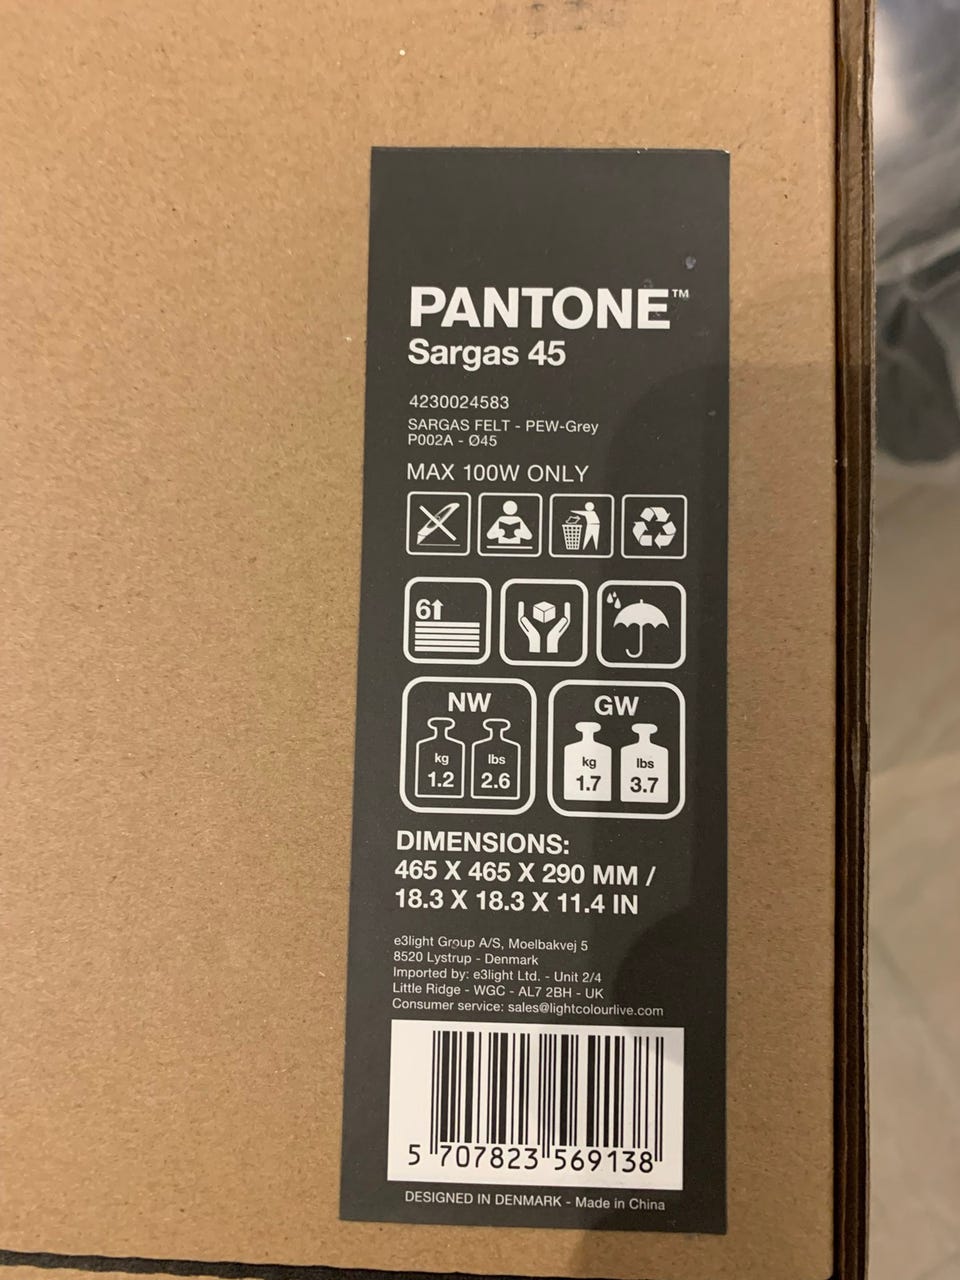 PANTONE™
Sargas 45
4230024583
SARGAS FELT - PEW-Grey
P002A - Ø45
MAX 100W ONLY
6
NW GW
kg lbs kg lbs
1.2 2.6 1.7 3.7
DIMENSIONS:
465 X 465 X 290 MM /
18.3 X 18.3 X 11.4 IN
e3light Group A/S, Moelbakvej 5
8520 Lystrup - Denmark
Imported by: e3light Ltd. - Unit 2/4
Little Ridge - WGC - AL7 2BH - UK
Consumer service: sales@lightcolourlive.com
5 707823 569138
DESIGNED IN DENMARK - Made in China